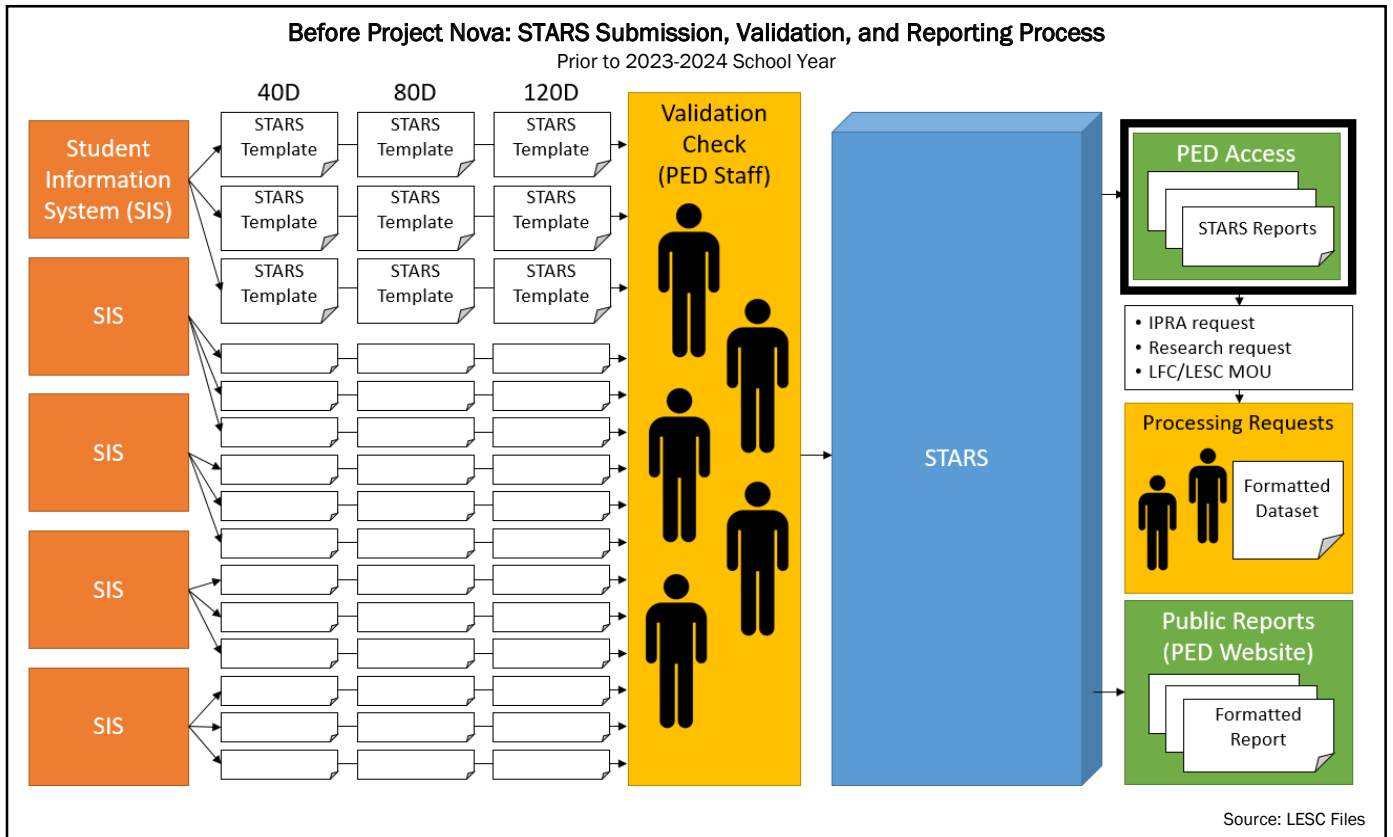 Before Project Nova: STARS Submission, Validation, and Reporting Process
Prior to 2023-2024 School Year
40D
80D
120D
Student
Information
System (SIS)
SIS
SIS
SIS
SIS
STARS
Template
STARS
Template
STARS
Template
STARS
Template
STARS
Template
STARS
Template
STARS
Template
STARS
Template
STARS
Template
Validation
Check
(PED Staff)
STARS
PED Access
STARS Reports
• IPRA request
• Research request
• LFC/LESC MOU
Processing Requests
Formatted
Dataset
Public Reports
(PED Website)
Formatted
Report
Source: LESC Files